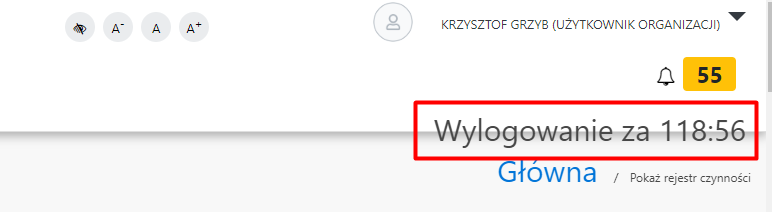 A- A A+
KRZYSZTOF GRZYB (UŻYTKOWNIK ORGANIZACJI)
55
Wylogowanie za 118:56
Główna / Pokaż rejestr czynności